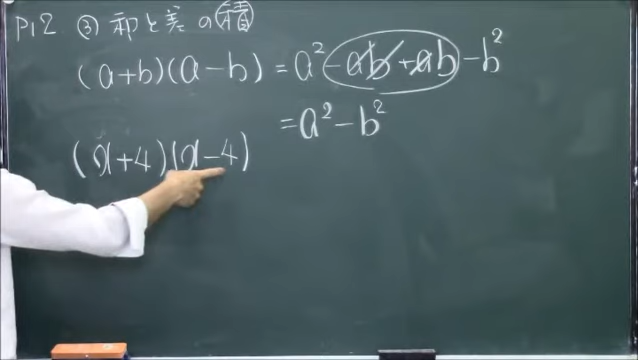 P12 ③ 和と差の積
(a+b)(a-b)=a²-ab+ab-b²
=a²-b²
(x+4)(x-4)